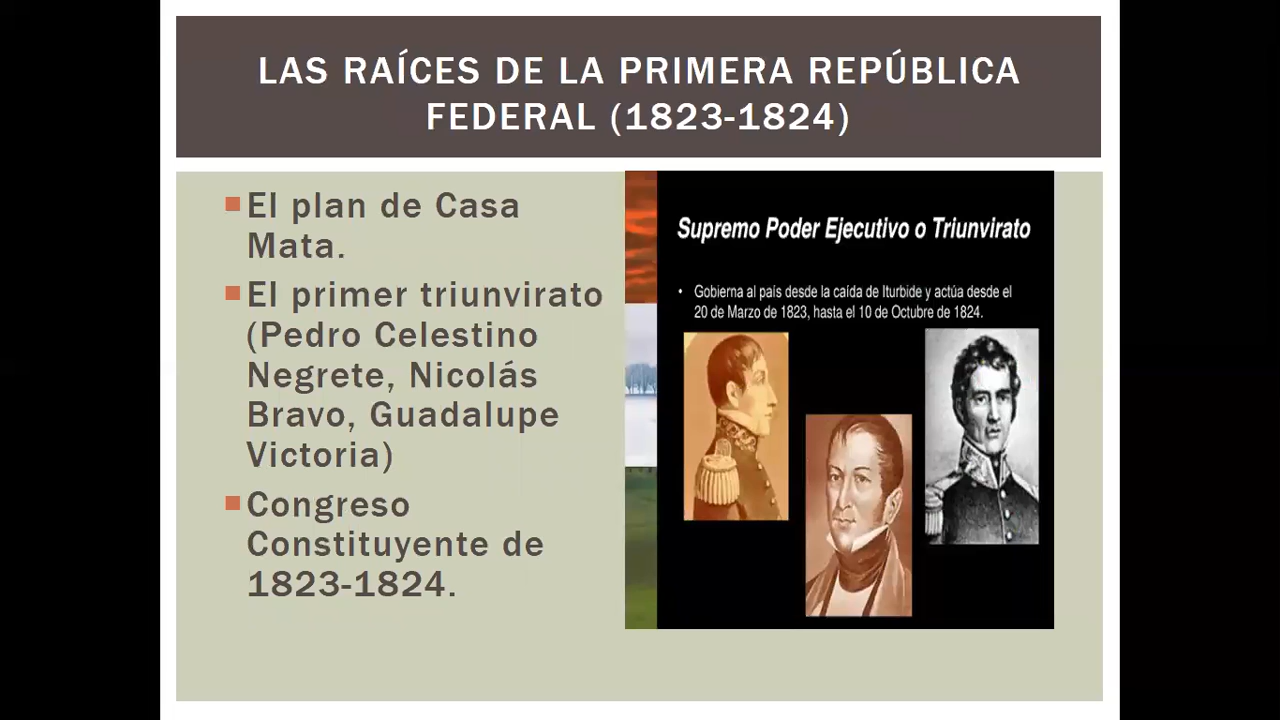 LAS RAÍCES DE LA PRIMERA REPÚBLICA
FEDERAL (1823-1824)
El plan de Casa
Mata.
El primer triunvirato
(Pedro Celestino
Negrete, Nicolás
Bravo, Guadalupe
Victoria)
Congreso
Constituyente de
1823-1824.
Supremo Poder Ejecutivo o Triunvirato
• Gobierna al país desde la caída de Iturbide y actúa desde el
20 de Marzo de 1823, hasta el 10 de Octubre de 1824.